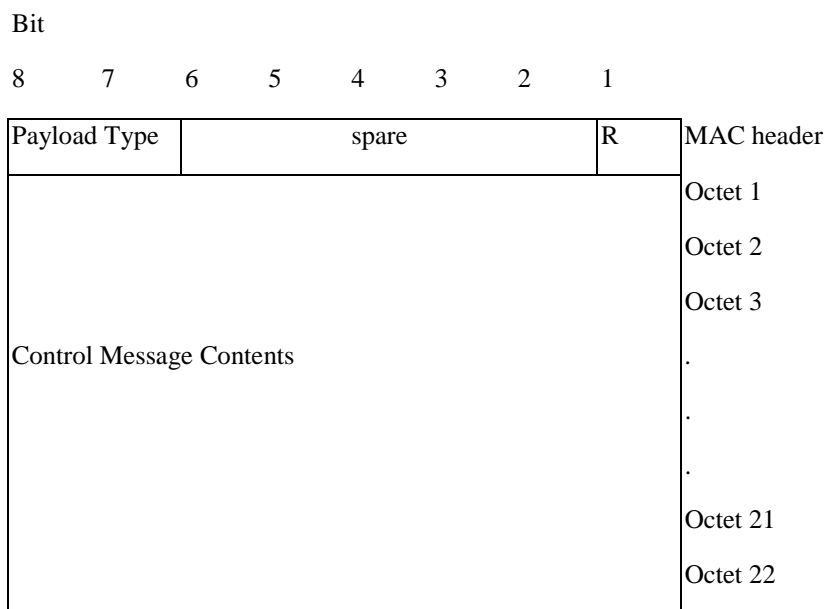 Bit
8 7 6 5 4 3 2 1
Payload Type spare R MAC header
Octet 1
Octet 2
Octet 3
Control Message Contents .
.
.
Octet 21
Octet 22